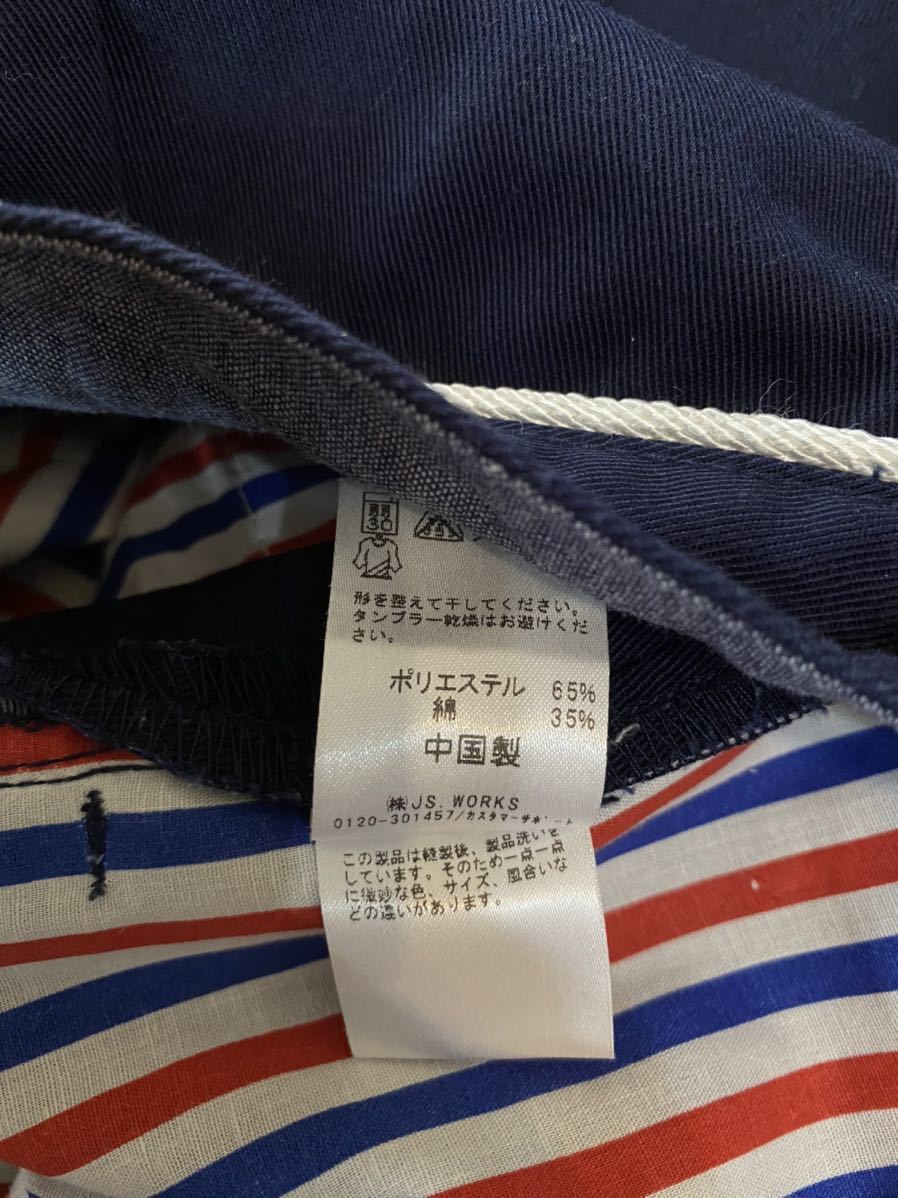 弱
30
形を整えて干してください。
タンブラー乾燥はお避けくだ
さい。
ポリエステル 65%
綿 35%
中国製
㈱JS. WORKS
0120-301457/カスタマーサポート
この製品は縫製後、製品洗いを
しています。そのため一点一点
に微妙な色、サイズ、風合いな
どの違いがあります。